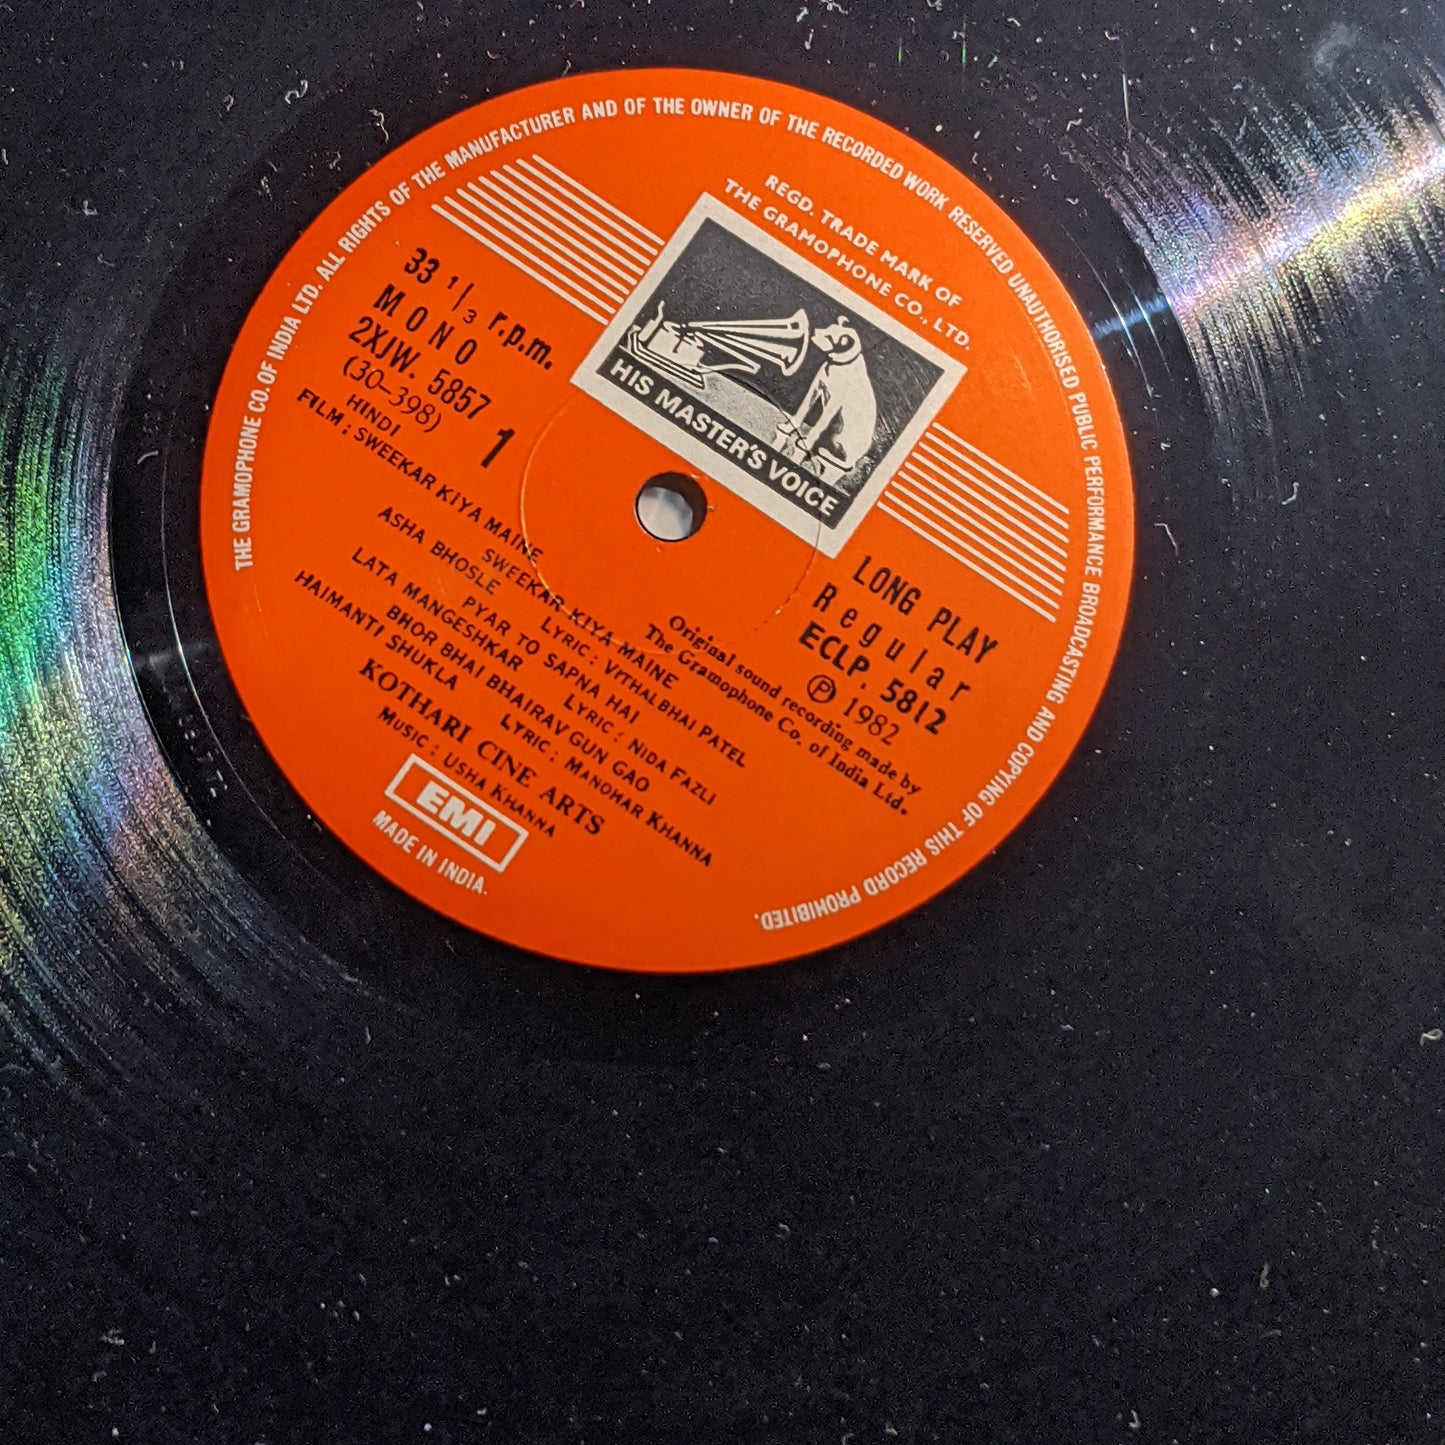 THE GRAMOPHONE CO. OF INDIA LTD. ALL RIGHTS OF THE MANUFACTURER AND OF THE OWNER OF THE RECORDED WORK RESERVED UNAUTHORISED PUBLIC PERFORMANCE BROADCASTING AND COPYING OF THIS RECORD PROHIBITED.
REGD. TRADE MARK OF
THE GRAMOPHONE CO., LTD.
HIS MASTER'S VOICE
33 1/3 r.p.m.
MONO
2XJW. 5857
(30-398)
HINDI
1
LONG PLAY
Regular
ECLP. 5812
℗ 1982
Original sound recording made by
The Gramophone Co. of India Ltd.
FILM : SWEEKAR KIYA MAINE
SWEEKAR KIYA MAINE
ASHA BHOSLE LYRIC : VITHALBHAI PATEL
PYAR TO SAPNA HAI
LATA MANGESHKAR LYRIC : NIDA FAZLI
BHOR BHAI BHAIRAV GUN GAO
HAIMANTI SHUKLA LYRIC : MANOHAR KHANNA
KOTHARI CINE ARTS
MUSIC : USHA KHANNA
EMI
MADE IN INDIA.